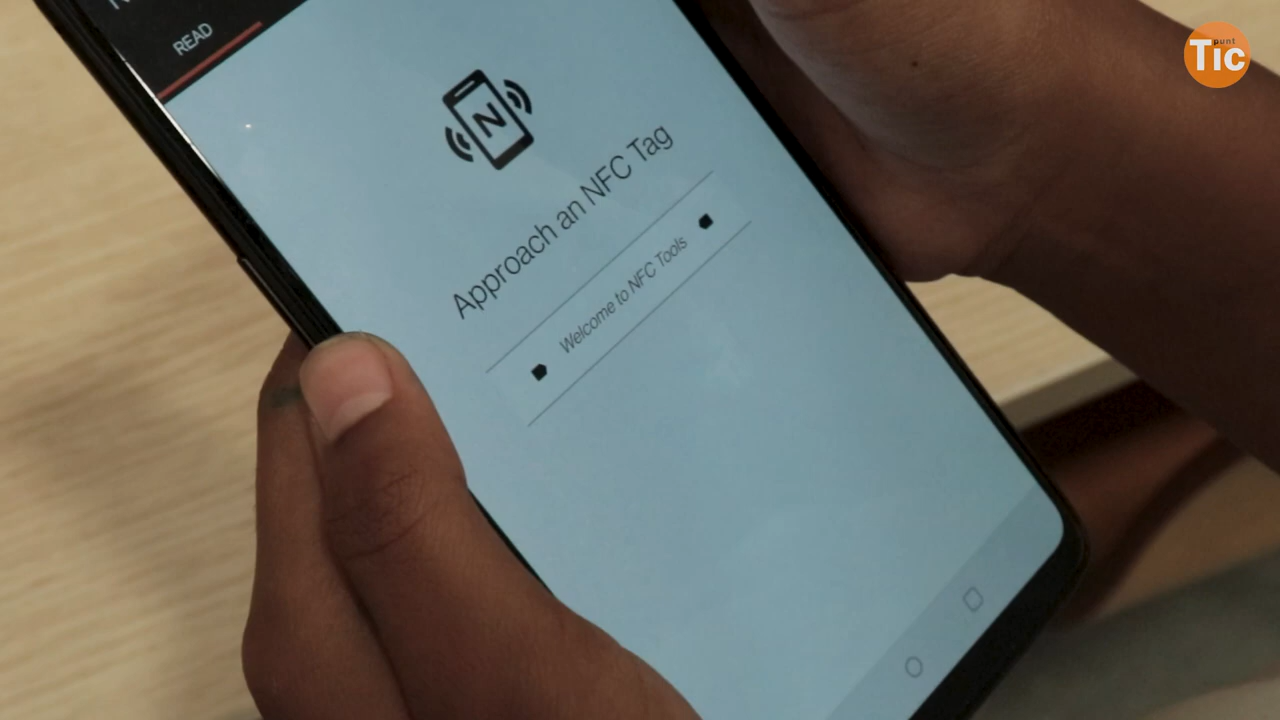 READ
N
Approach an NFC Tag
Welcome to NFC Tools
punt
Tic